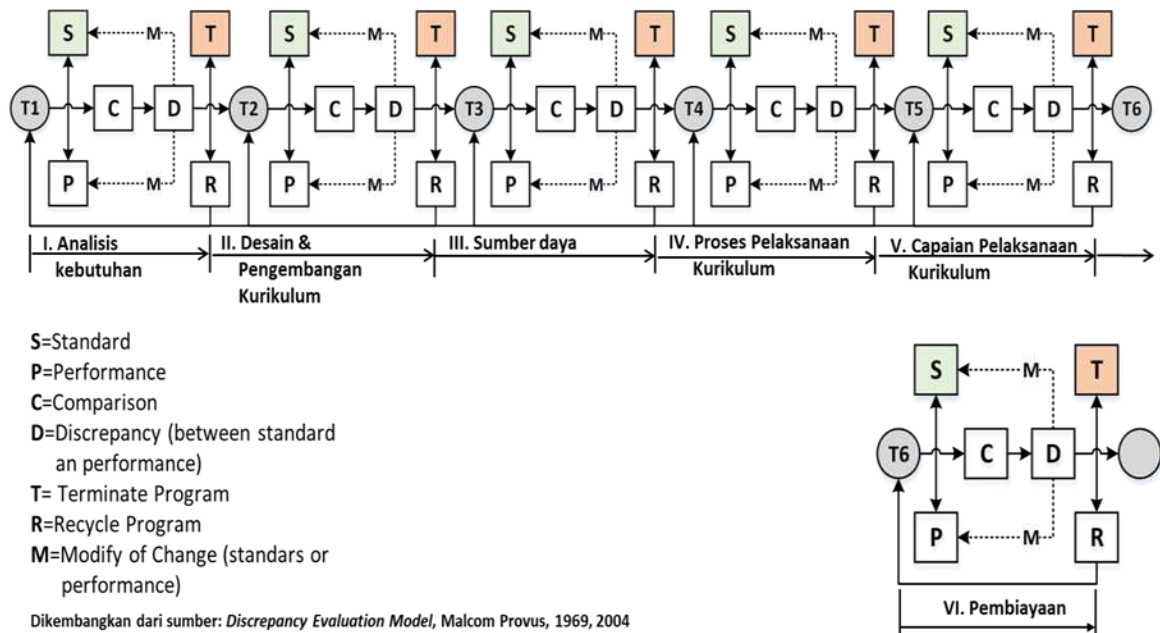 S M T S M T S M T S M T S M T
T1 C D T2 C D T3 C D T4 C D T5 C D T6
P M R P M R P M R P M R P M R
I. Analisis
kebutuhan
II. Desain &
Pengembangan
Kurikulum
III. Sumber daya
IV. Proses Pelaksanaan
Kurikulum
V. Capaian Pelaksanaan
Kurikulum
S=Standard
P=Performance
C=Comparison
D=Discrepancy (between standard
an performance)
T= Terminate Program
R=Recycle Program
M=Modify of Change (standars or
performance)
Dikembangkan dari sumber: Discrepancy Evaluation Model, Malcom Provus, 1969, 2004
S M T
T6 C D
P M R
VI. Pembiayaan